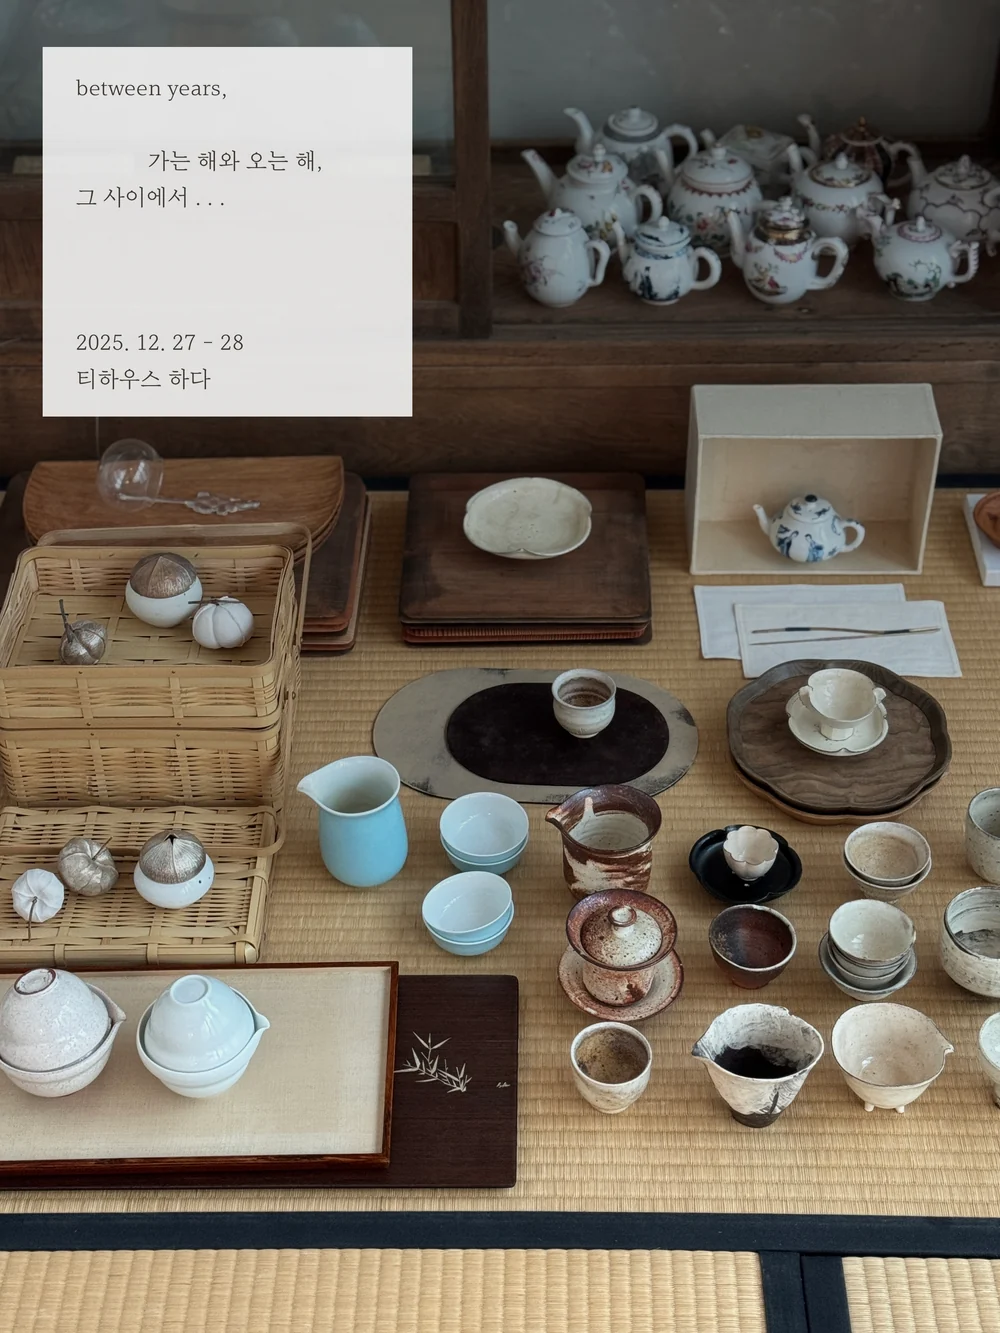 between years,
가는 해와 오는 해,
그 사이에서 . . .
2025. 12. 27 - 28
티하우스 하다